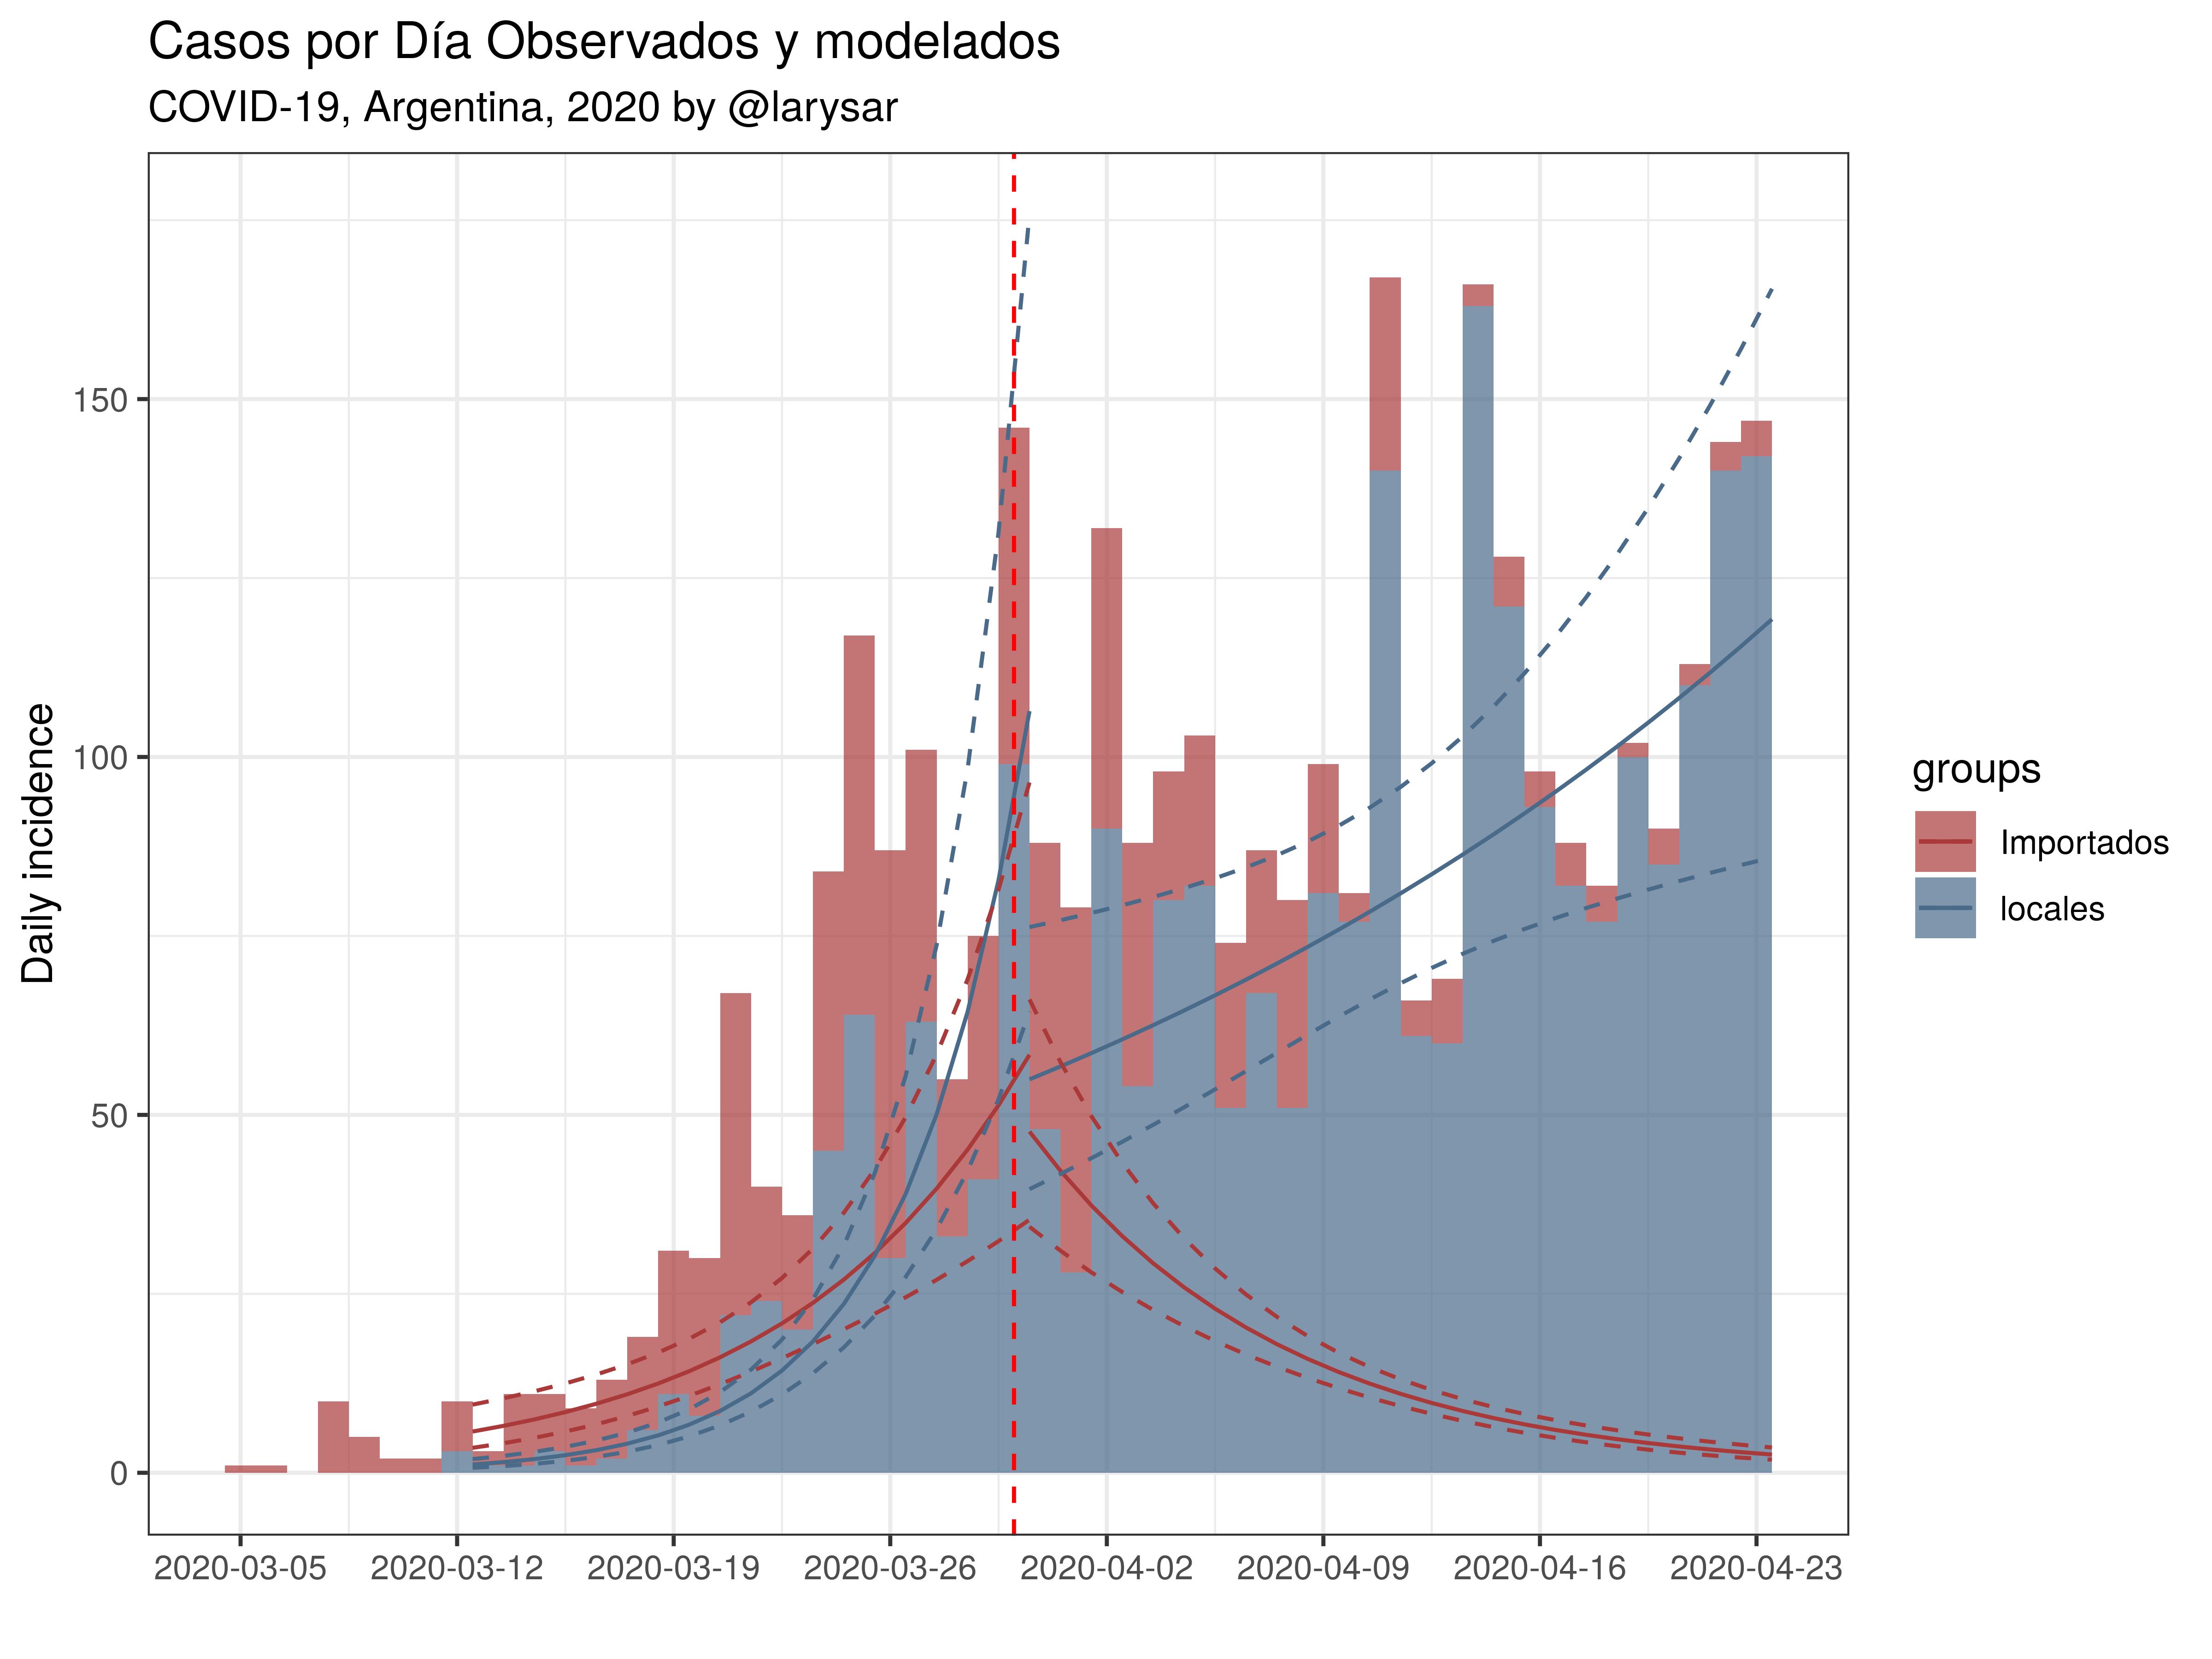 Casos por Día Observados y modelados
COVID-19, Argentina, 2020 by @larysar
Daily incidence
150
100
50
0
2020-03-05 2020-03-12 2020-03-19 2020-03-26 2020-04-02 2020-04-09 2020-04-16 2020-04-23
groups
Importados
locales